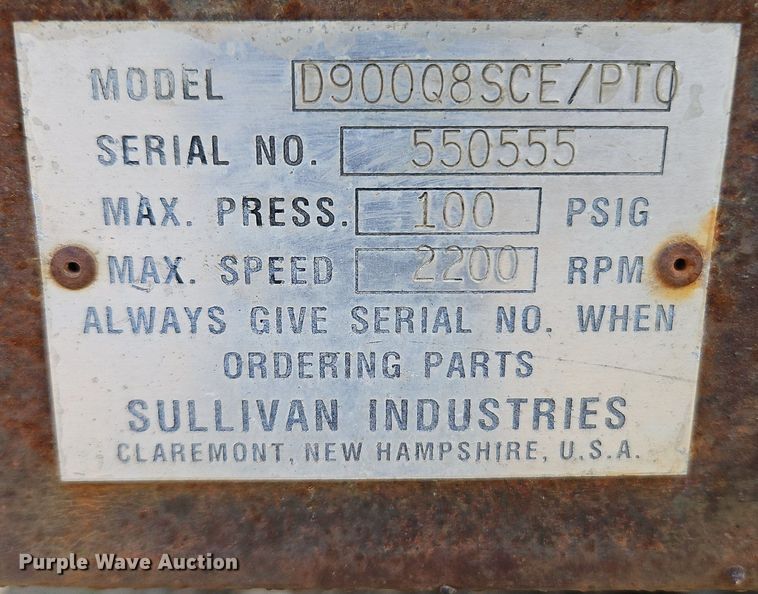 MODEL D900Q8SCE/PTO
SERIAL NO. 550555
MAX. PRESS. 100 PSIG
MAX. SPEED 2200 RPM
ALWAYS GIVE SERIAL NO. WHEN
ORDERING PARTS
SULLIVAN INDUSTRIES
CLAREMONT, NEW HAMPSHIRE, U.S.A.
Purple Wave Auction